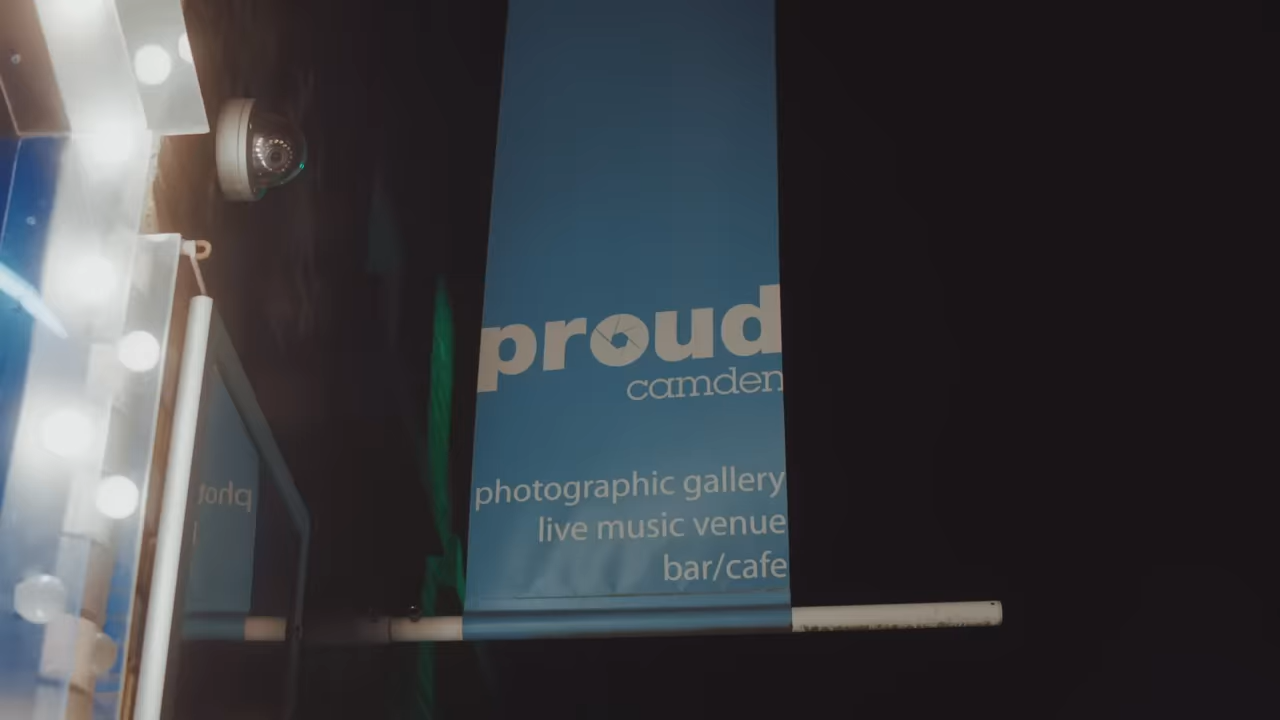 proud
camden
photographic gallery
live music venue
bar/cafe